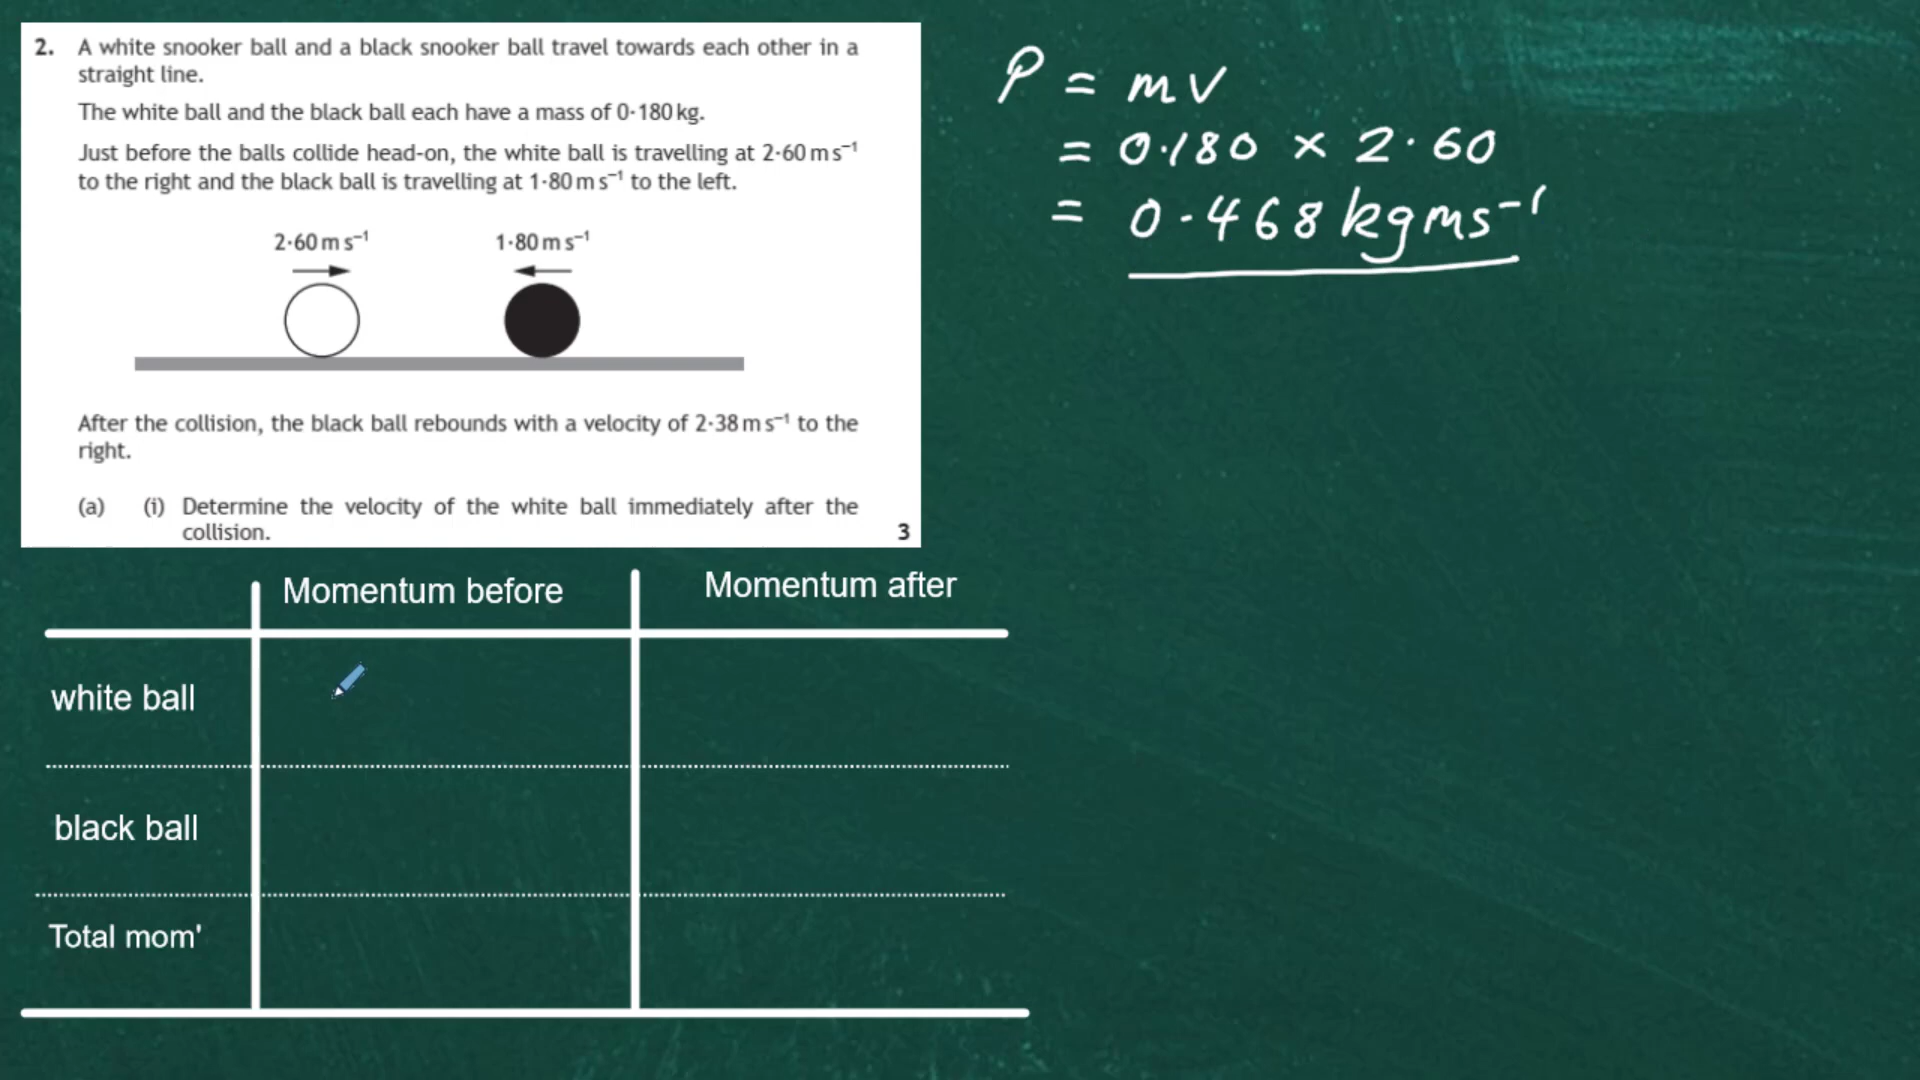 2. A white snooker ball and a black snooker ball travel towards each other in a
straight line.
The white ball and the black ball each have a mass of 0·180 kg.
Just before the balls collide head-on, the white ball is travelling at 2·60 m s⁻¹
to the right and the black ball is travelling at 1·80 m s⁻¹ to the left.
2·60 m s⁻¹ 1·80 m s⁻¹
After the collision, the black ball rebounds with a velocity of 2·38 m s⁻¹ to the
right.
(a) (i) Determine the velocity of the white ball immediately after the
collision.
3
P = mv
= 0·180 × 2·60
= 0·468 kgms⁻¹
Momentum before Momentum after
white ball
black ball
Total mom'